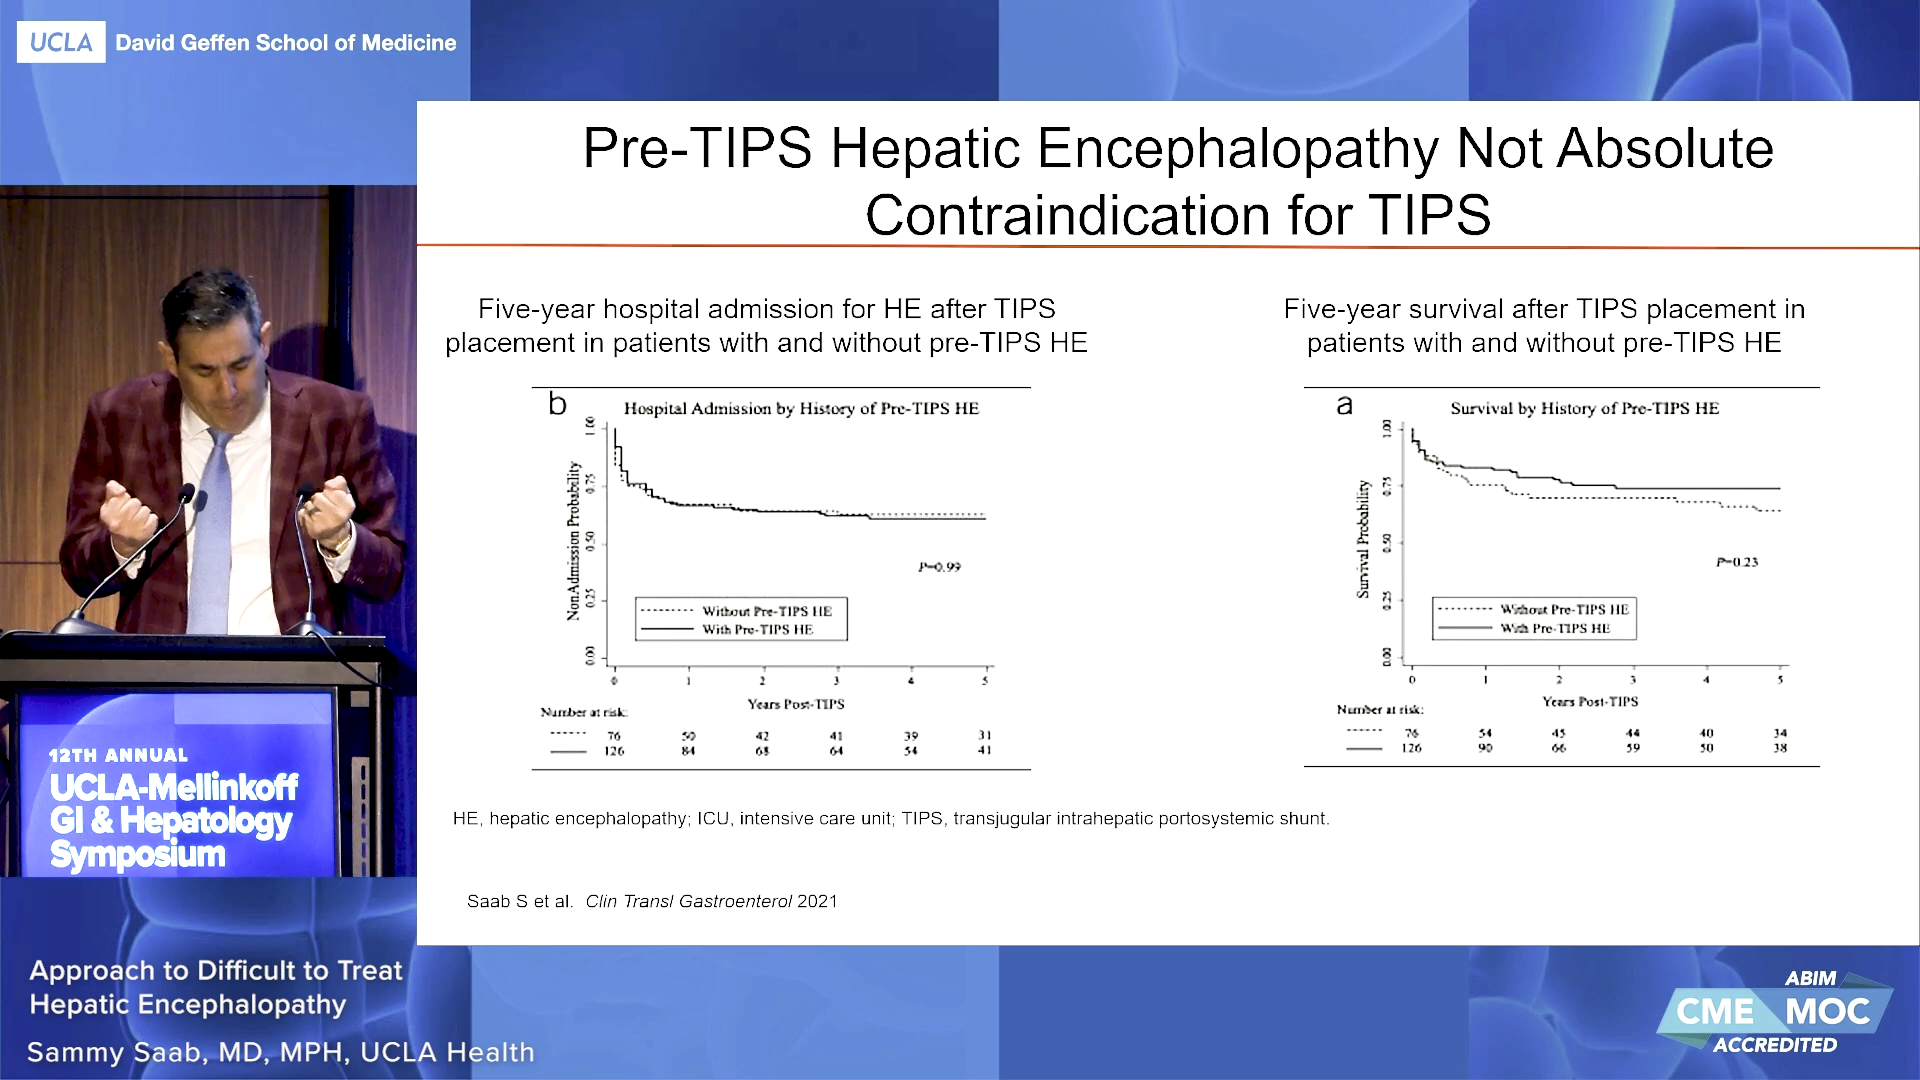 UCLA David Geffen School of Medicine
Pre-TIPS Hepatic Encephalopathy Not Absolute
Contraindication for TIPS
Five-year hospital admission for HE after TIPS
placement in patients with and without pre-TIPS HE
b
Hospital Admission by History of Pre-TIPS HE
NonAdmission Probability
1.00
0.75
0.50
0.25
0.00
P=0.99
Without Pre-TIPS HE
With Pre-TIPS HE
0 1 2 3 4 5
Years Post-TIPS
Number at risk:
76 50 42 41 39 31
126 84 68 64 54 41
Five-year survival after TIPS placement in
patients with and without pre-TIPS HE
a
Survival by History of Pre-TIPS HE
Survival Probability
1.00
0.75
0.50
0.25
0.00
P=0.23
Without Pre-TIPS HE
With Pre-TIPS HE
0 1 2 3 4 5
Years Post-TIPS
Number at risk:
76 54 45 44 40 34
126 90 66 59 50 38
HE, hepatic encephalopathy; ICU, intensive care unit; TIPS, transjugular intrahepatic portosystemic shunt.
Saab S et al. Clin Transl Gastroenterol 2021
12TH ANNUAL
UCLA-Mellinkoff
GI & Hepatology
Symposium
Approach to Difficult to Treat
Hepatic Encephalopathy
Sammy Saab, MD, MPH, UCLA Health
ABIM
CME MOC
ACCREDITED